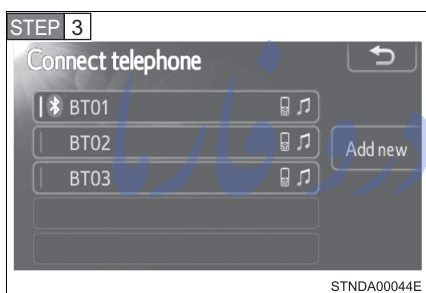 STEP 3
Connect telephone
BT01
BT02
Add new
BT03
STNDA00044E